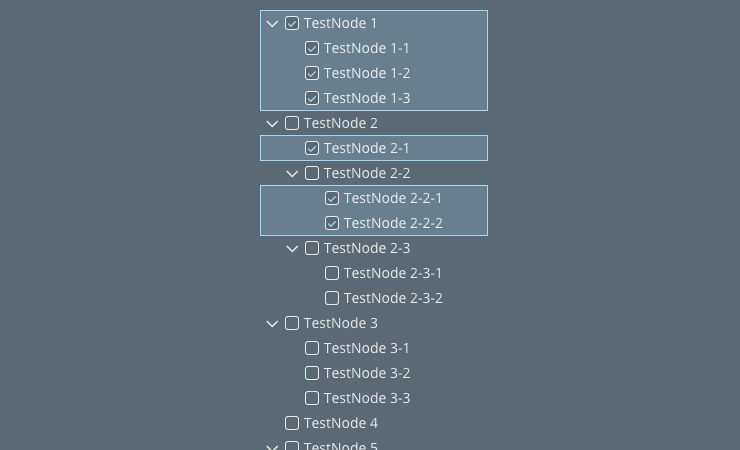 TestNode 1
TestNode 1-1
TestNode 1-2
TestNode 1-3
TestNode 2
TestNode 2-1
TestNode 2-2
TestNode 2-2-1
TestNode 2-2-2
TestNode 2-3
TestNode 2-3-1
TestNode 2-3-2
TestNode 3
TestNode 3-1
TestNode 3-2
TestNode 3-3
TestNode 4
TestNode 5